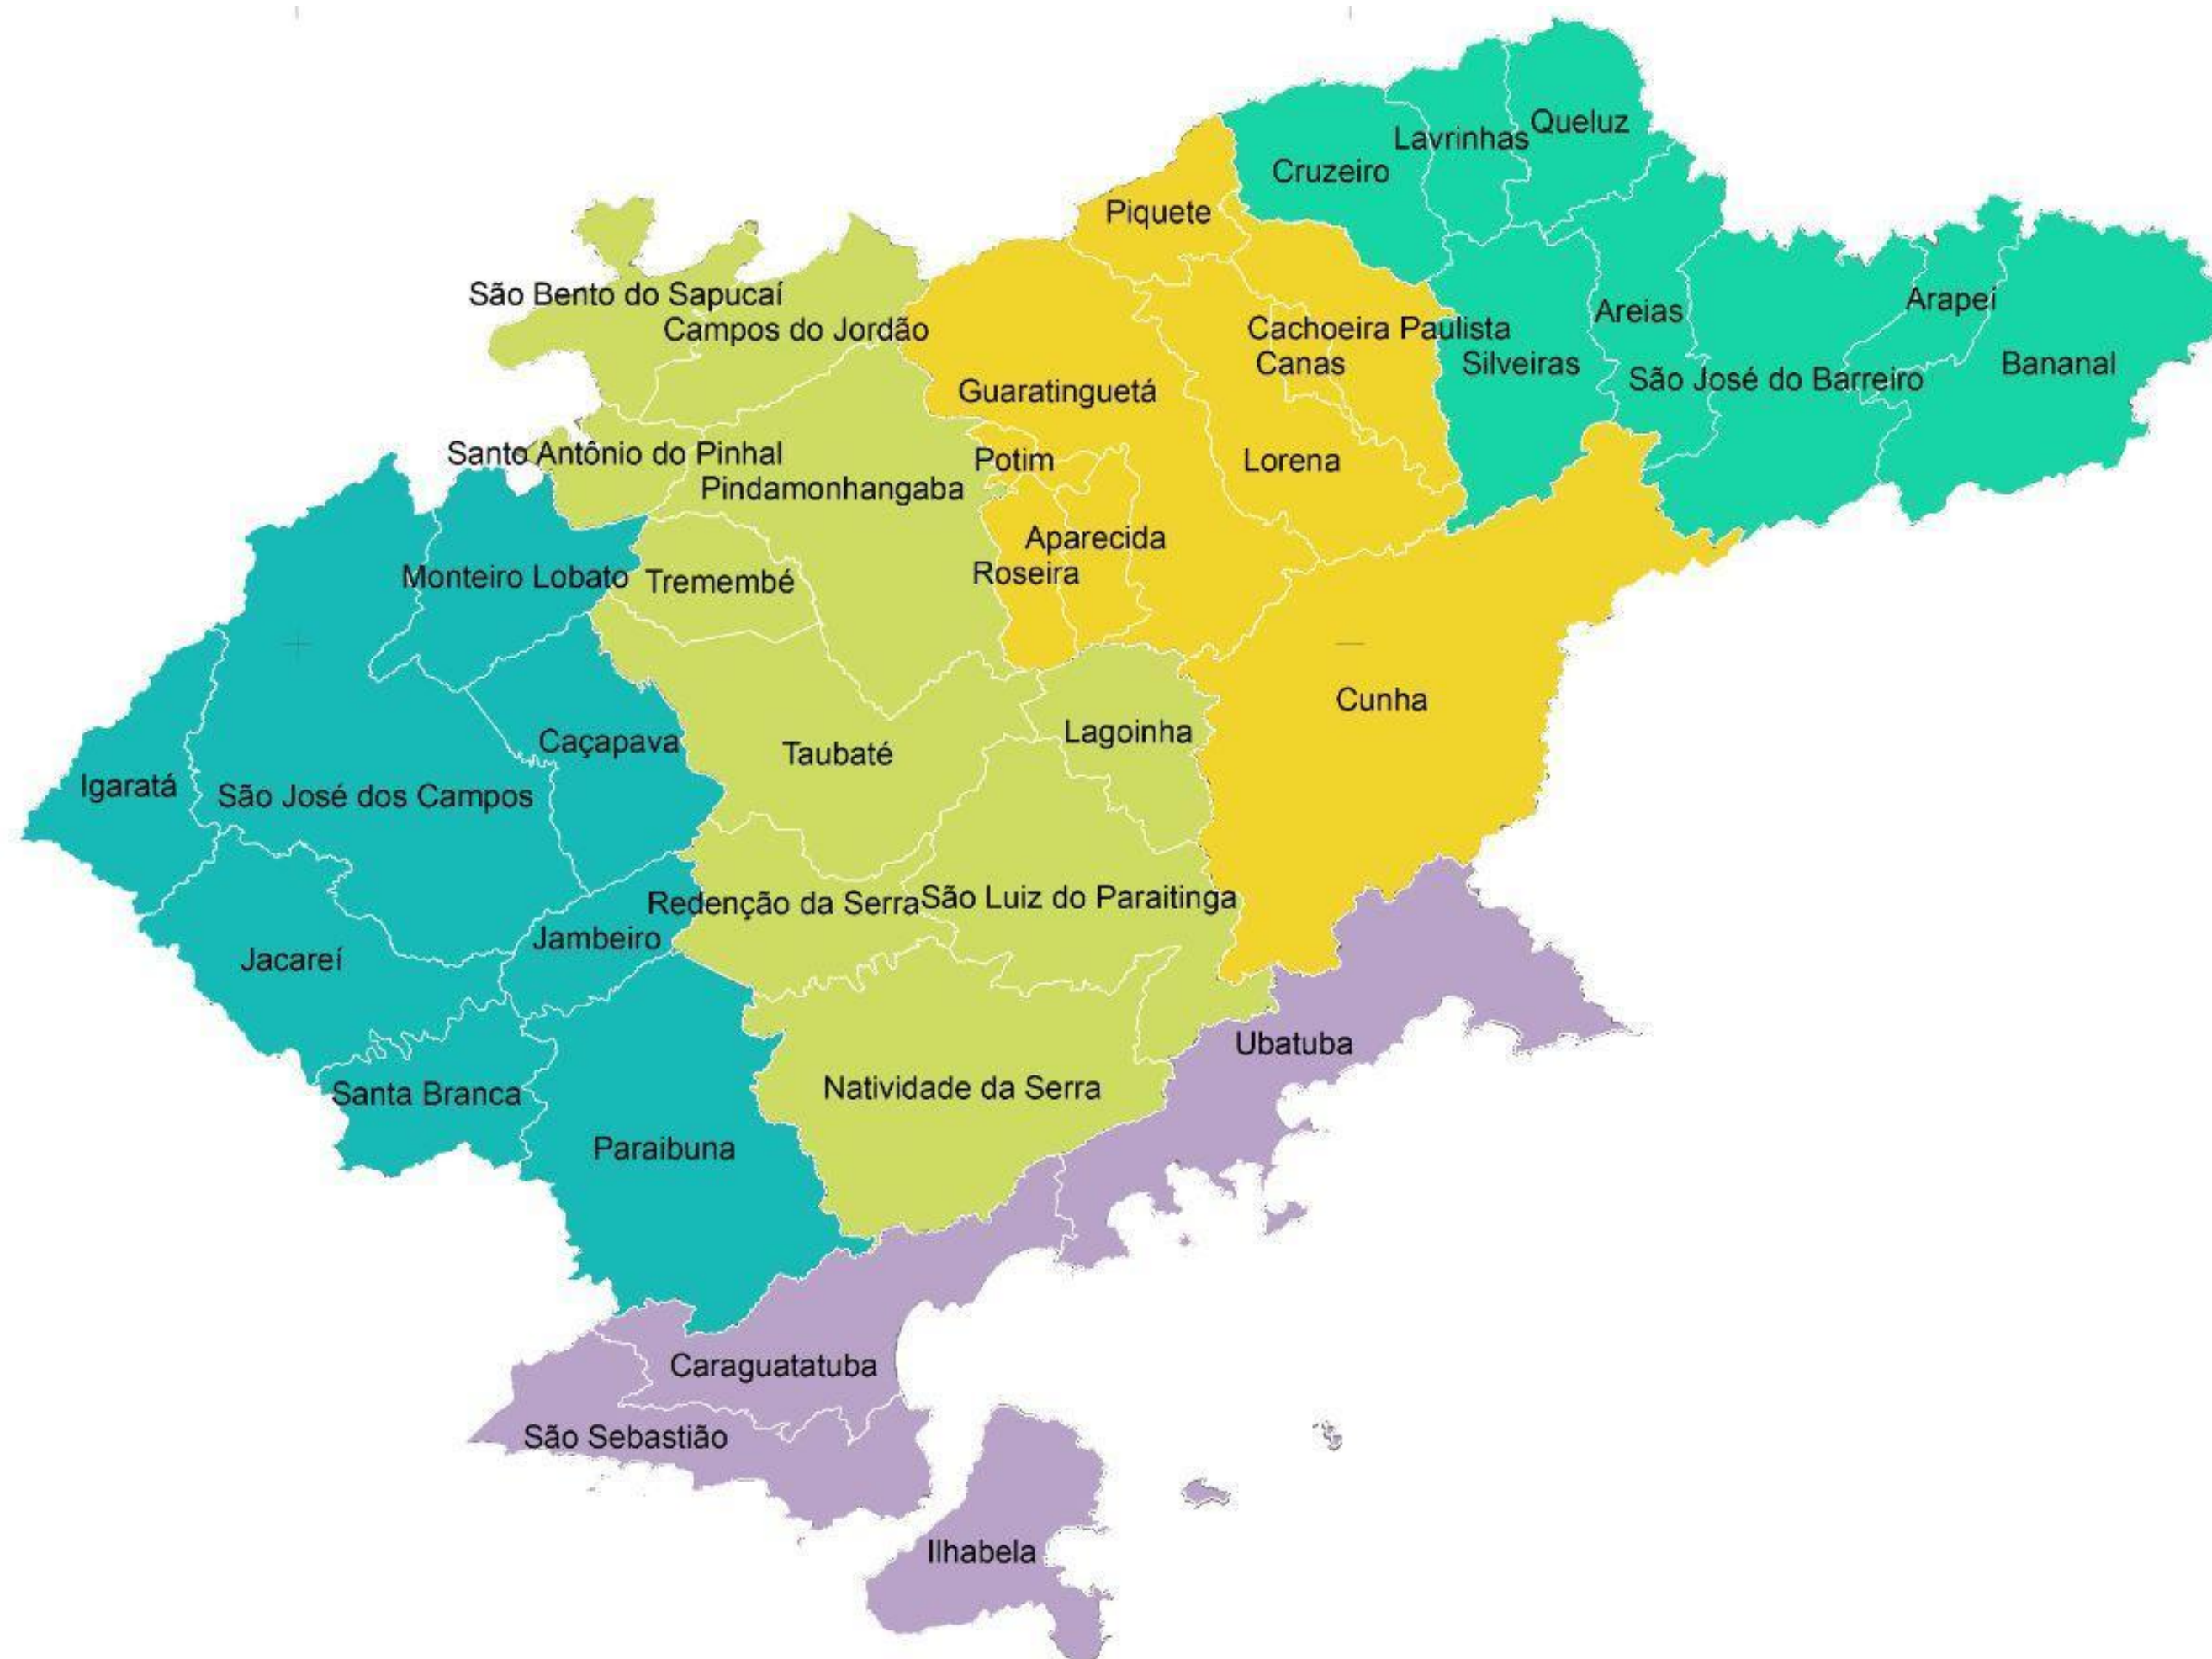 Queluz
Lavrinhas
Cruzeiro
Piquete
São Bento do Sapucaí
Arapeí
Areias
Campos do Jordão
Cachoeira Paulista
Canas
Silveiras
Bananal
São José do Barreiro
Guaratinguetá
Santo Antônio do Pinhal
Potim
Lorena
Pindamonhangaba
Aparecida
Roseira
Monteiro Lobato
Tremembé
Cunha
Lagoinha
Caçapava
Taubaté
Igaratá
São José dos Campos
Redenção da Serra
São Luiz do Paraitinga
Jambeiro
Jacareí
Ubatuba
Natividade da Serra
Santa Branca
Paraibuna
Caraguatatuba
São Sebastião
Ilhabela